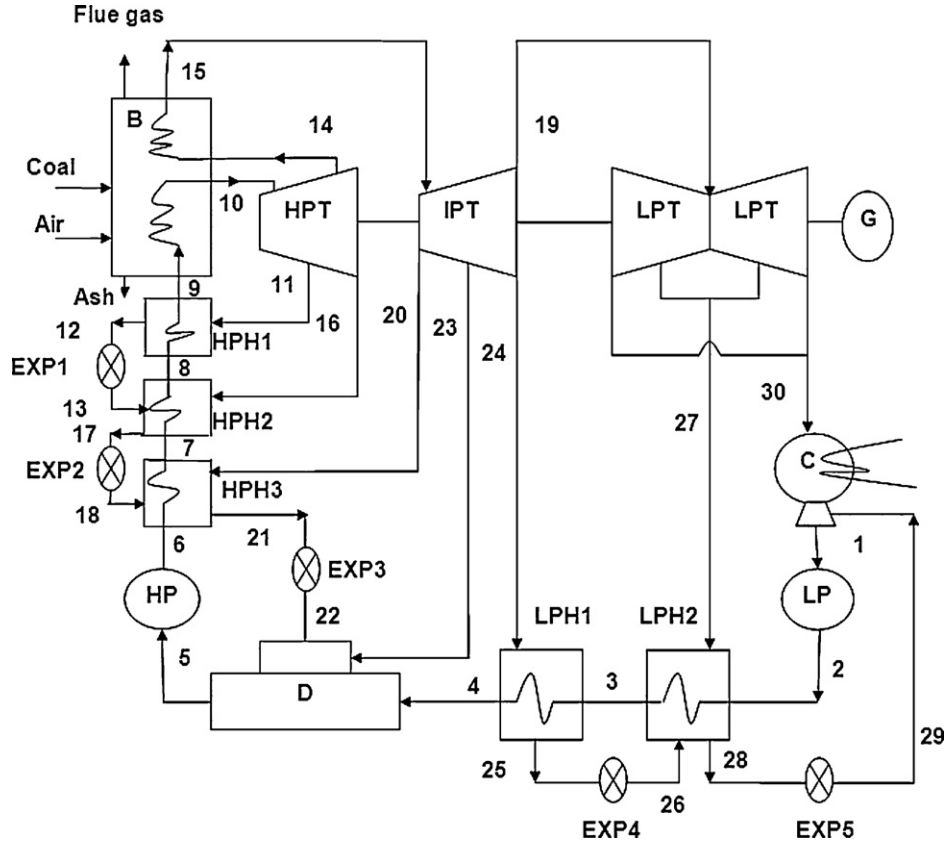 Flue gas
15
B
14
19
Coal
10
HPT
IPT
LPT
LPT
G
Air
Ash
9
11
16
20
23
24
12
HPH1
EXP1
8
13
HPH2
17
7
27
30
EXP2
HPH3
C
18
6
21
1
HP
EXP3
LP
22
LPH1
LPH2
5
D
4
3
2
25
26
28
29
EXP4
EXP5